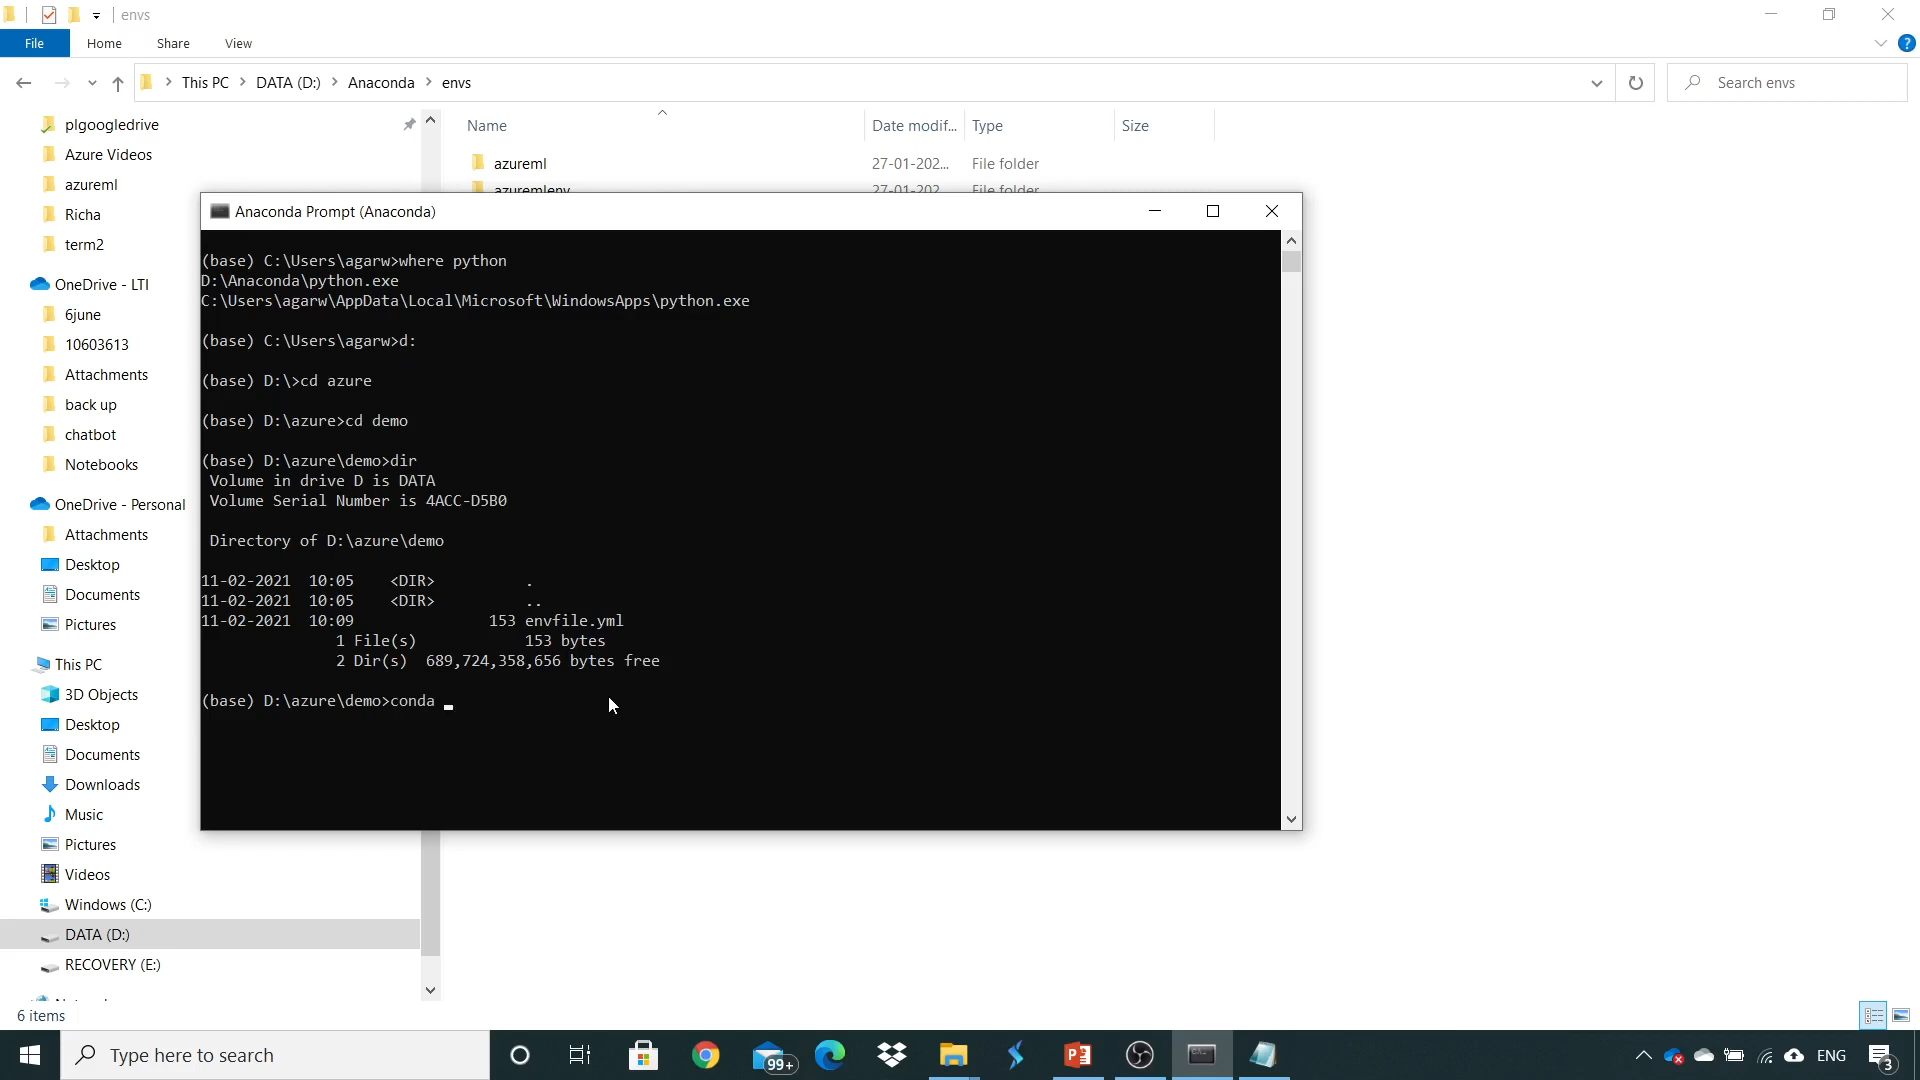 envs
File
Home
Share
View
This PC
DATA (D:)
Anaconda
envs
Search envs
plgoogledrive
Azure Videos
azureml
Richa
term2
OneDrive - LTI
6june
10603613
Attachments
back up
chatbot
Notebooks
OneDrive - Personal
Attachments
Desktop
Documents
Pictures
This PC
3D Objects
Desktop
Documents
Downloads
Music
Pictures
Videos
Windows (C:)
DATA (D:)
RECOVERY (E:)
6 items
Name
Date modif...
Type
Size
azureml
27-01-202...
File folder
azuremlenv
27-01-202
File folder
Anaconda Prompt (Anaconda)
(base) C:\Users\agarw>where python
D:\Anaconda\python.exe
C:\Users\agarw\AppData\Local\Microsoft\WindowsApps\python.exe
(base) C:\Users\agarw>d:
(base) D:\>cd azure
(base) D:\azure>cd demo
(base) D:\azure\demo>dir
Volume in drive D is DATA
Volume Serial Number is 4ACC-D5B0
Directory of D:\azure\demo
11-02-2021 10:05 <DIR> .
11-02-2021 10:05 <DIR> ..
11-02-2021 10:09 153 envfile.yml
1 File(s) 153 bytes
2 Dir(s) 689,724,358,656 bytes free
(base) D:\azure\demo>conda
Type here to search
99+
ENG
3